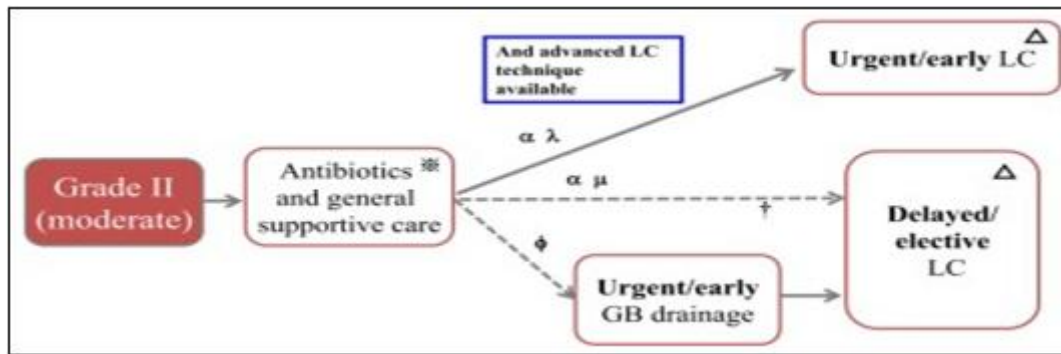 And advanced LC
technique
available
Urgent/early LC △
α λ
Grade II
(moderate)
Antibiotics ※
and general
supportive care
α μ
†
△
Delayed/
elective
LC
ϕ
Urgent/early
GB drainage